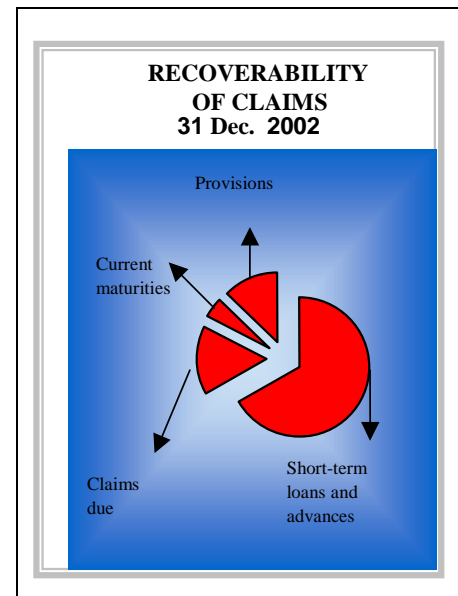 RECOVERABILITY
OF CLAIMS
31 Dec. 2002
Provisions
Current
maturities
Claims
due
Short-term
loans and
advances